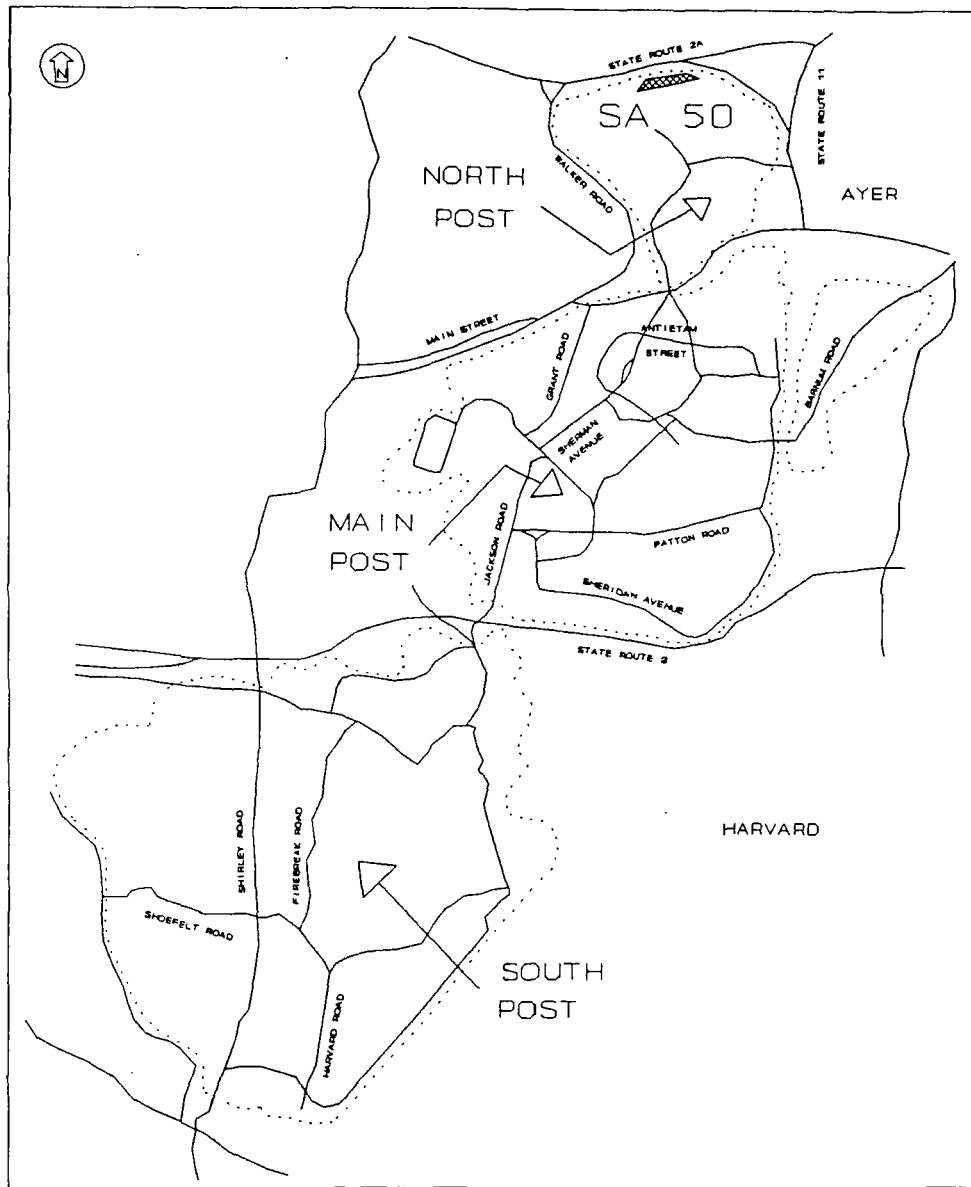 N
STATE ROUTE 2A
SA 50
STATE ROUTE 11
NORTH
POST
WALKER ROAD
AYER
MAIN STREET
GRANT ROAD
ANTIETAM
STREET
BARNUM ROAD
SHERMAN
AVENUE
MAIN
POST
JACKSON ROAD
PATTON ROAD
SHERIDAN AVENUE
STATE ROUTE 2
SHIRLEY ROAD
FIREBREAK ROAD
HARVARD
SHOEFELT ROAD
SOUTH
POST
HARVARD ROAD